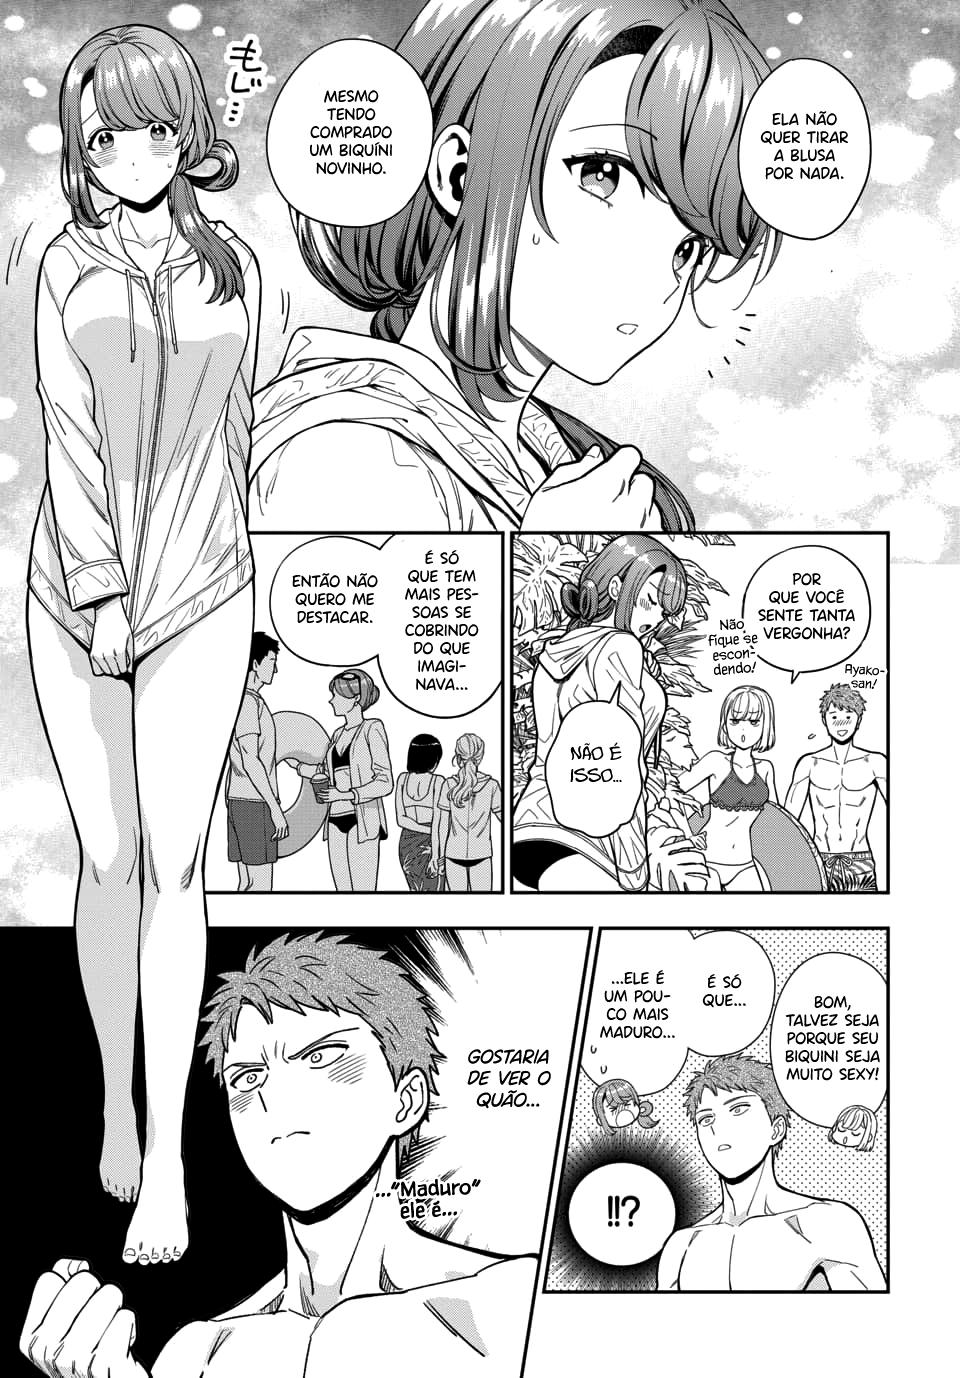 ELA NÃO
QUER TIRAR
A BLUSA
POR NADA.
MESMO
TENDO
COMPRADO
UM BIQUÍNI
NOVINHO.
もじ…
POR
QUE VOCÊ
SENTE TANTA
VERGONHA?
Ryako-
san!
Não
fique se
escon-
dendo!
NÃO É
ISSO...
É SÓ
QUE TEM
MAIS PES-
SOAS SE
COBRINDO
DO QUE
IMAGI-
NAVA...
ENTÃO NÃO
QUERO ME
DESTACAR.
BOM,
TALVEZ SEJA
PORQUE SEU
BIQUINI SEJA
MUITO SEXY!
É SÓ
QUE...
...ELE É
UM POU-
CO MAIS
MADURO...
!!?
GOSTARIA
DE VER O
QUÃO...
..."Maduro"
ele é...